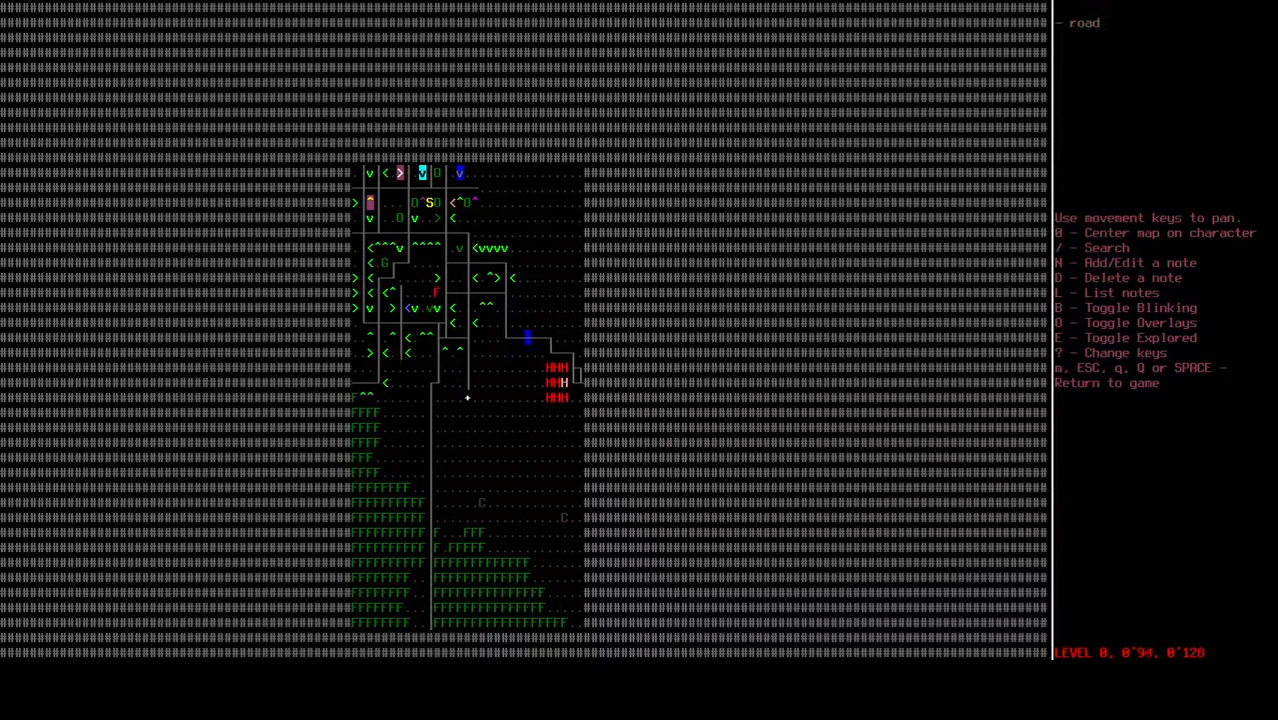 - road
Use movement keys to pan.
0 - Center map on character
/ - Search
N - Add/Edit a note
D - Delete a note
L - List notes
B - Toggle Blinking
O - Toggle Overlays
E - Toggle Explored
? - Change keys
m, ESC, q, Q or SPACE -
Return to game
LEVEL 0, 0'94, 0'128